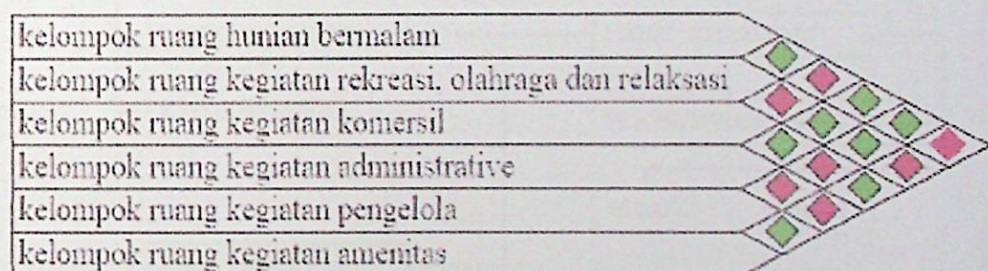 kelompok ruang hunian bermalam
kelompok ruang kegiatan rekreasi. olahraga dan relaksasi
kelompok ruang kegiatan komersil
kelompok ruang kegiatan administrative
kelompok ruang kegiatan pengelola
kelompok ruang kegiatan amenitas